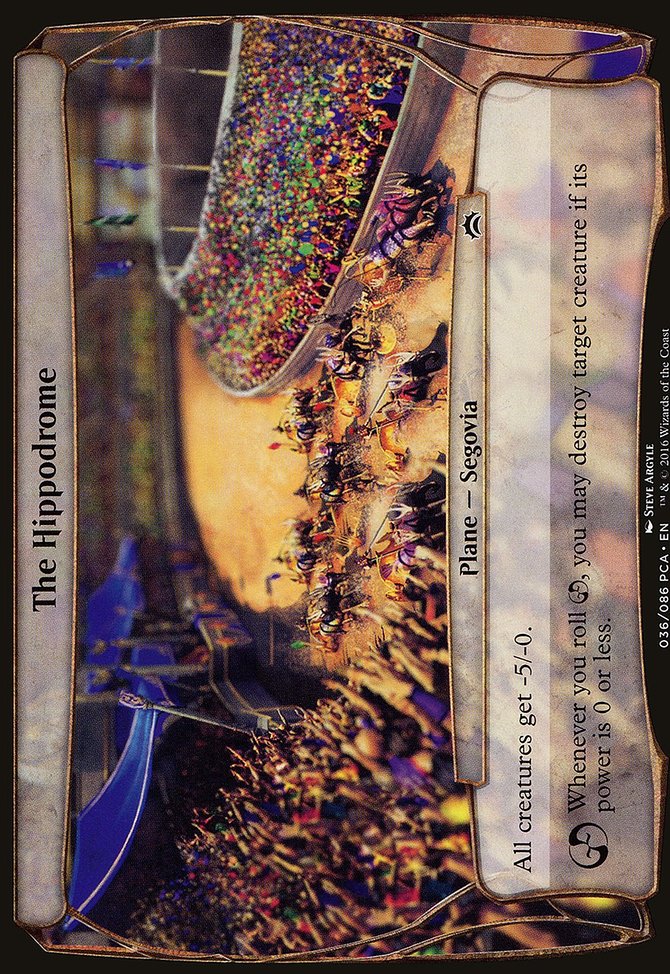 The Hippodrome
Plane — Segovia
All creatures get -5/-0.
Whenever you roll , you may destroy target creature if its
power is 0 or less.
036/086 PCA • EN STEVE ARGYLE
™ & © 2016 Wizards of the Coast